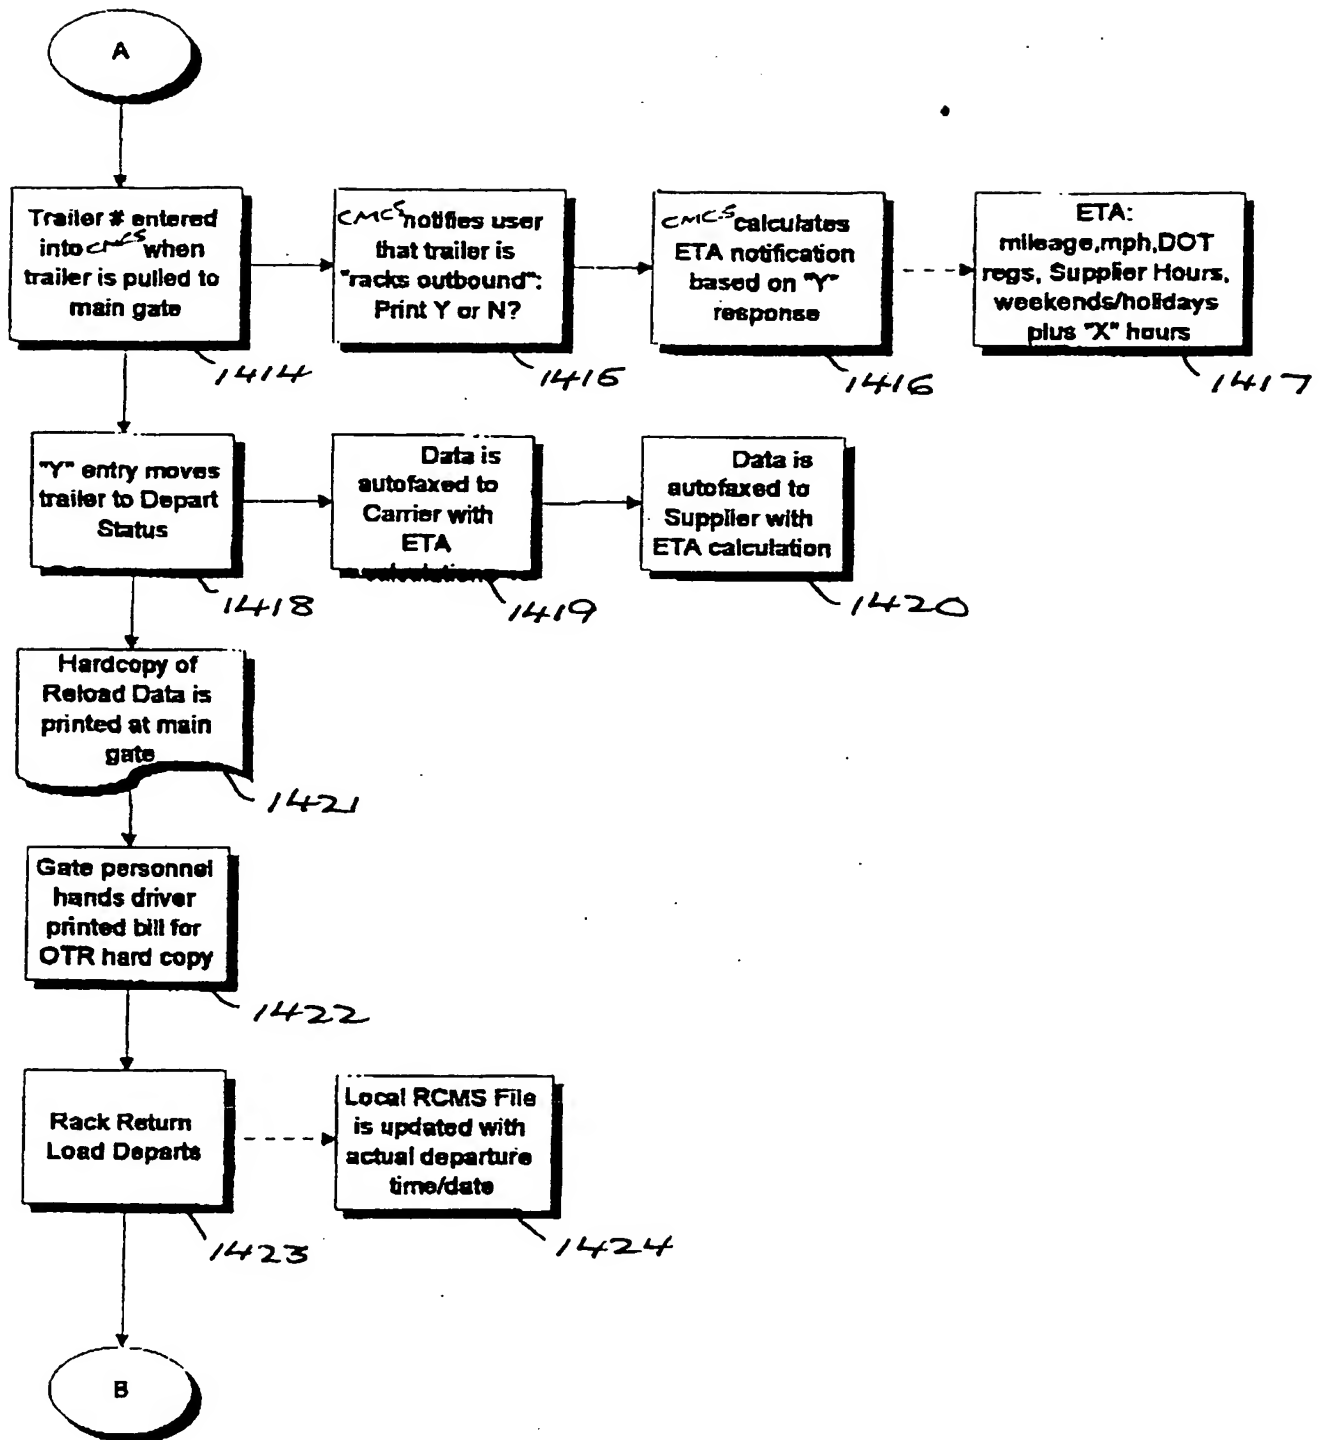 A
Trailer # entered
into CMCS when
trailer is pulled to
main gate
1414
CMCS notifies user
that trailer is
"racks outbound":
Print Y or N?
1415
CMCS calculates
ETA notification
based on "Y"
response
1416
ETA:
mileage,mph,DOT
regs, Supplier Hours,
weekends/holidays
plus "X" hours
1417
"Y" entry moves
trailer to Depart
Status
1418
Data is
autofaxed to
Carrier with
ETA
calculations
1419
Data is
autofaxed to
Supplier with
ETA calculation
1420
Hardcopy of
Reload Data is
printed at main
gate
1421
Gate personnel
hands driver
printed bill for
OTR hard copy
1422
Rack Return
Load Departs
1423
Local RCMS File
is updated with
actual departure
time/date
1424
B